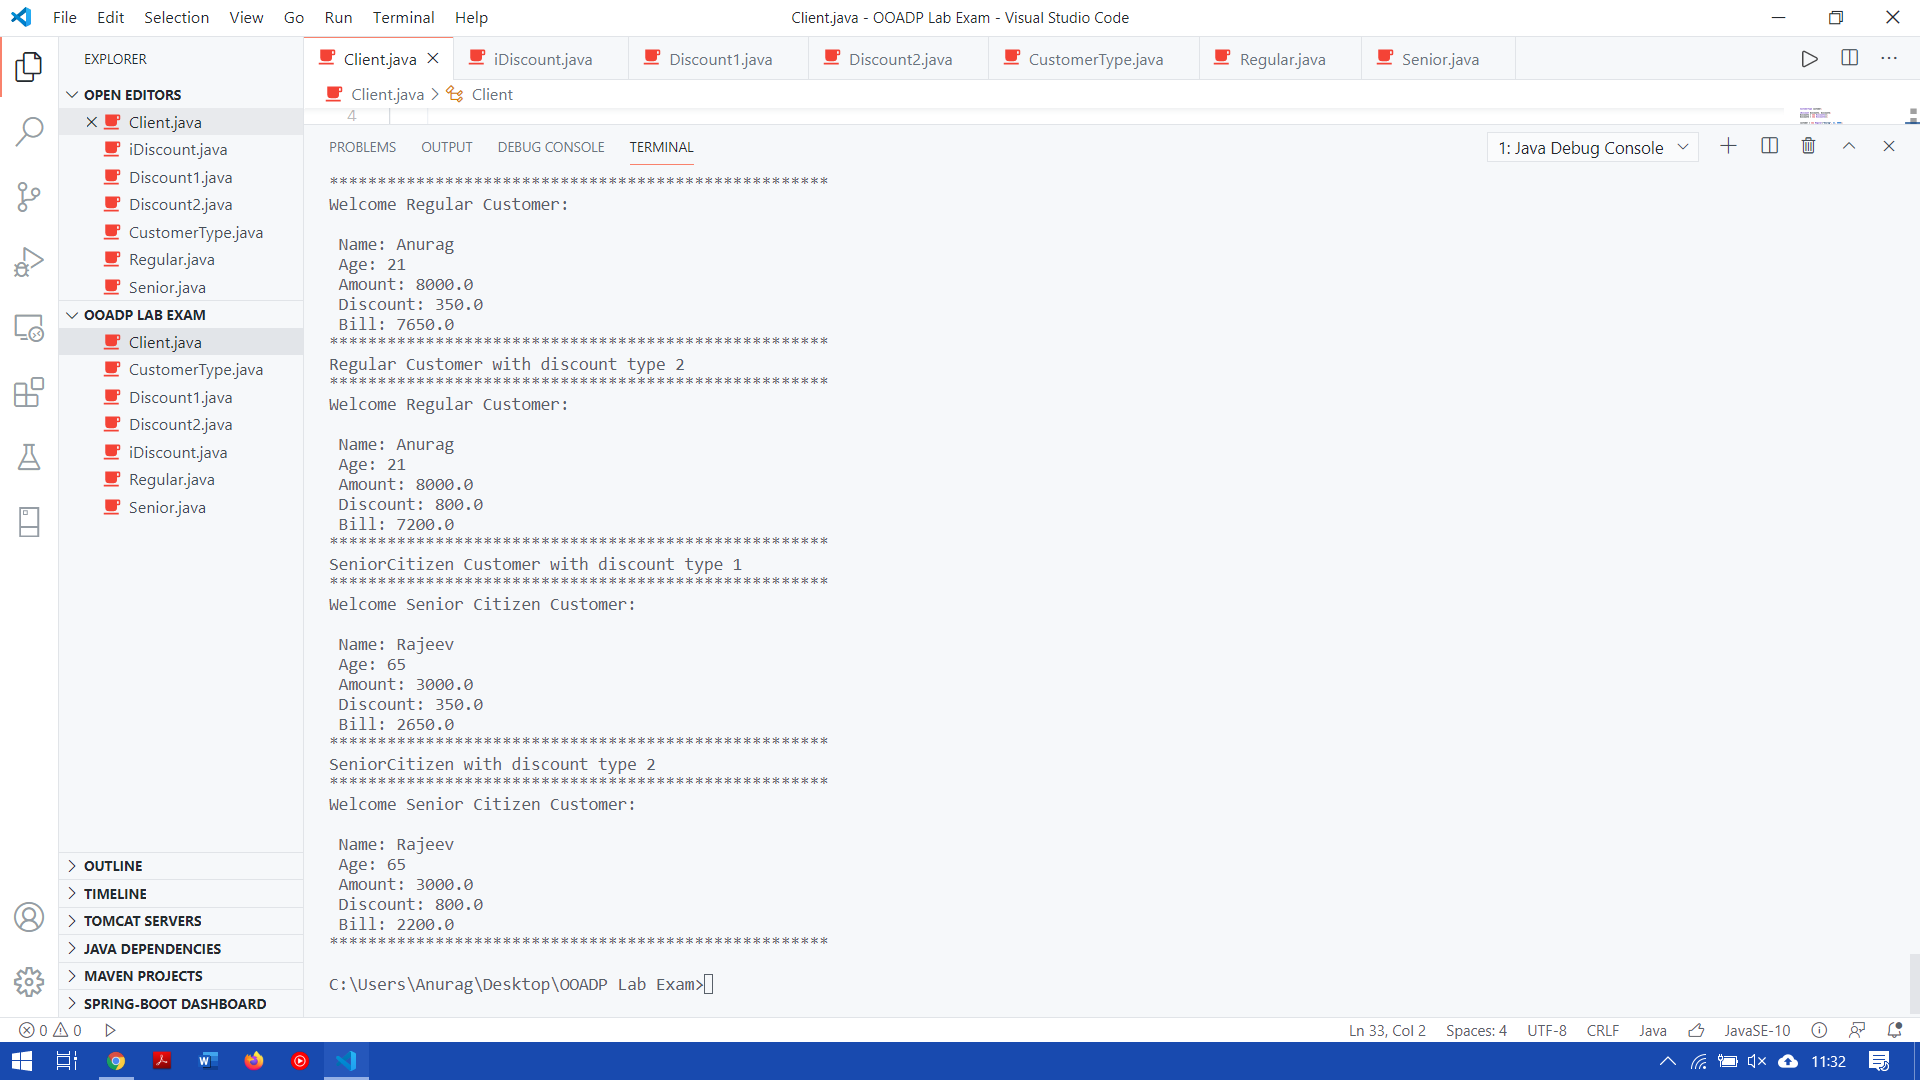 File Edit Selection View Go Run Terminal Help
Client.java - OOADP Lab Exam - Visual Studio Code
EXPLORER
OPEN EDITORS
Client.java
iDiscount.java
Discount1.java
Discount2.java
CustomerType.java
Regular.java
Senior.java
OOADP LAB EXAM
Client.java
CustomerType.java
Discount1.java
Discount2.java
iDiscount.java
Regular.java
Senior.java
OUTLINE
TIMELINE
TOMCAT SERVERS
JAVA DEPENDENCIES
MAVEN PROJECTS
SPRING-BOOT DASHBOARD
Client.java iDiscount.java Discount1.java Discount2.java CustomerType.java Regular.java Senior.java
Client.java > Client
4
PROBLEMS OUTPUT DEBUG CONSOLE TERMINAL
1: Java Debug Console
****************************************************
Welcome Regular Customer:
Name: Anurag
Age: 21
Amount: 8000.0
Discount: 350.0
Bill: 7650.0
****************************************************
Regular Customer with discount type 2
****************************************************
Welcome Regular Customer:
Name: Anurag
Age: 21
Amount: 8000.0
Discount: 800.0
Bill: 7200.0
****************************************************
SeniorCitizen Customer with discount type 1
****************************************************
Welcome Senior Citizen Customer:
Name: Rajeev
Age: 65
Amount: 3000.0
Discount: 350.0
Bill: 2650.0
****************************************************
SeniorCitizen with discount type 2
****************************************************
Welcome Senior Citizen Customer:
Name: Rajeev
Age: 65
Amount: 3000.0
Discount: 800.0
Bill: 2200.0
****************************************************
C:\Users\Anurag\Desktop\OOADP Lab Exam>
0 0
Ln 33, Col 2 Spaces: 4 UTF-8 CRLF Java JavaSE-10
11:32